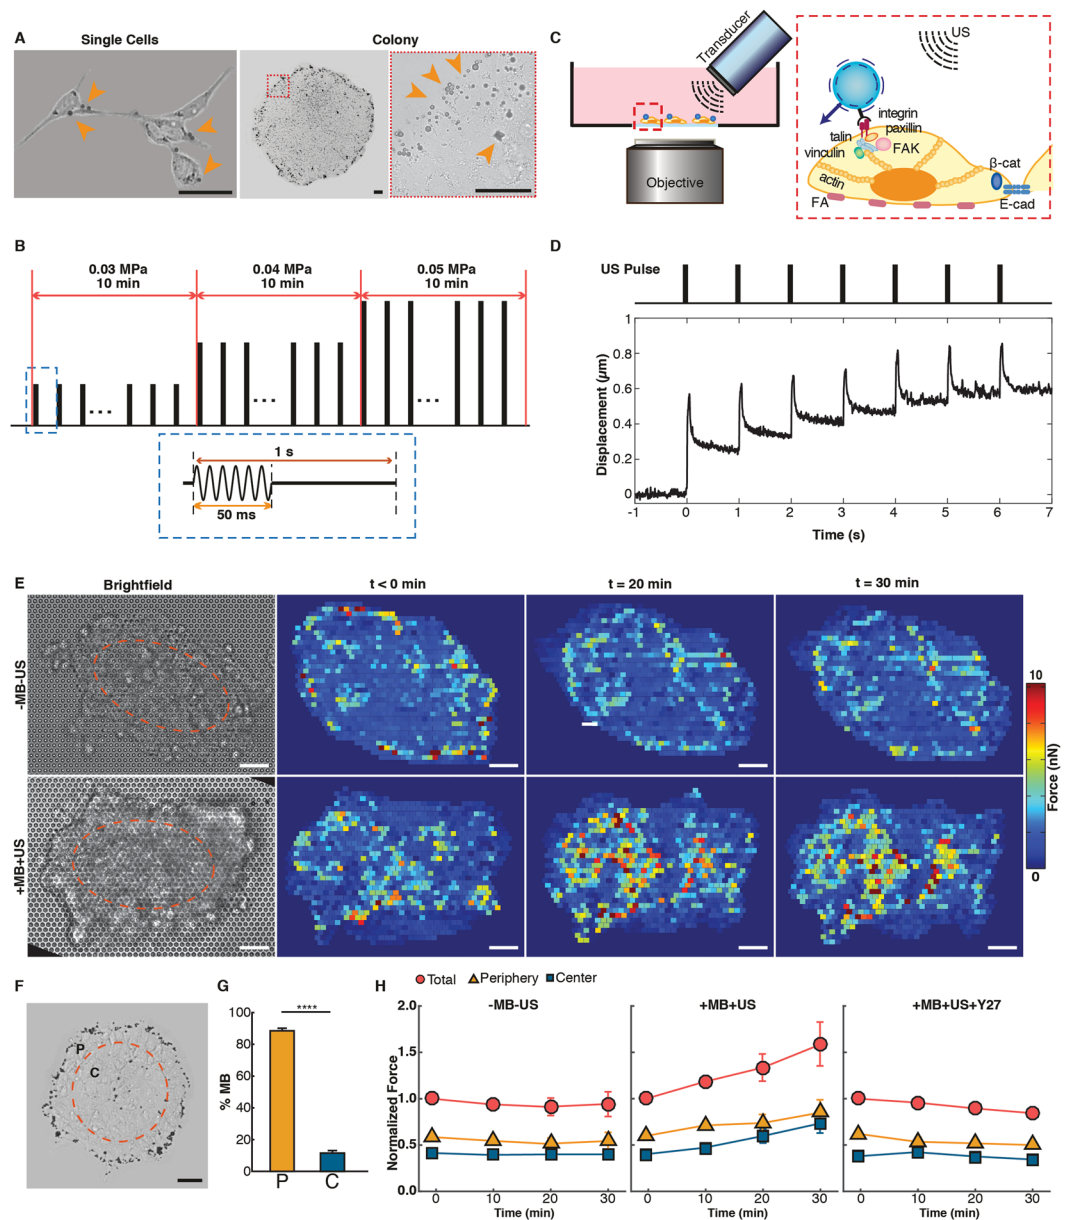 A
Single Cells
Colony
B
0.03 MPa
10 min
0.04 MPa
10 min
0.05 MPa
10 min
...
...
...
1 s
50 ms
C
Transducer
Objective
US
integrin
paxillin
talin
FAK
vinculin
β-cat
actin
FA
E-cad
D
US Pulse
Displacement (µm)
1
0.8
0.6
0.4
0.2
0
-1
0
1
2
3
4
5
6
7
Time (s)
E
Brightfield
t < 0 min
t = 20 min
t = 30 min
-MB-US
+MB+US
10
Force (nN)
0
F
P
C
G
****
% MB
100
80
60
40
20
0
P
C
H
Total
Periphery
Center
-MB-US
+MB+US
+MB+US+Y27
Normalized Force
2.0
1.5
1.0
0.5
0.0
0
10
20
30
Time (min)
0
10
20
30
Time (min)
0
10
20
30
Time (min)